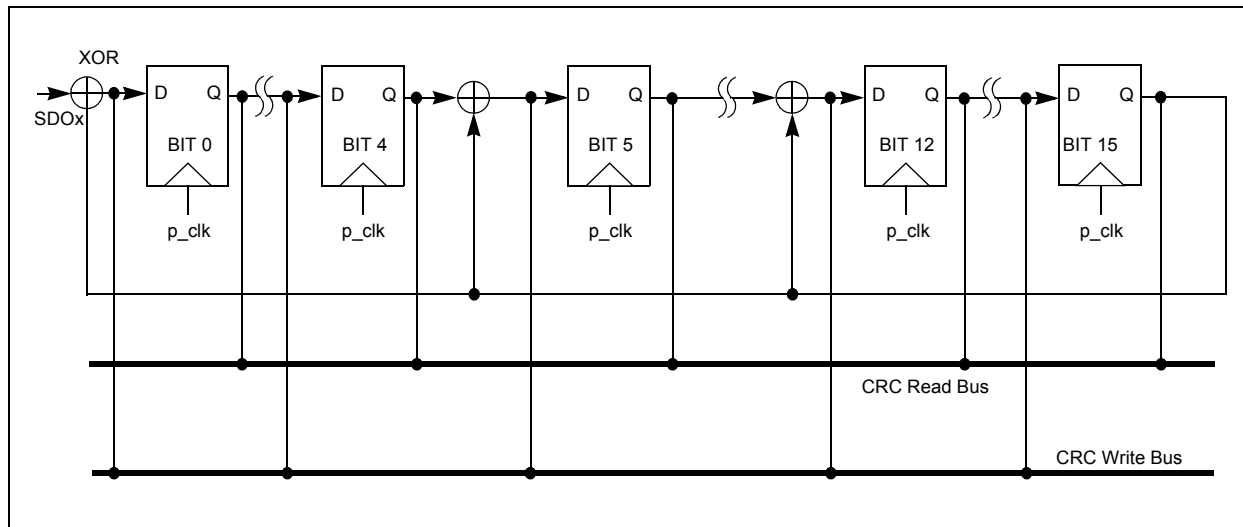 XOR
SDOx
D Q D Q D Q D Q D Q
BIT 0 BIT 4 BIT 5 BIT 12 BIT 15
p_clk p_clk p_clk p_clk p_clk
CRC Read Bus
CRC Write Bus